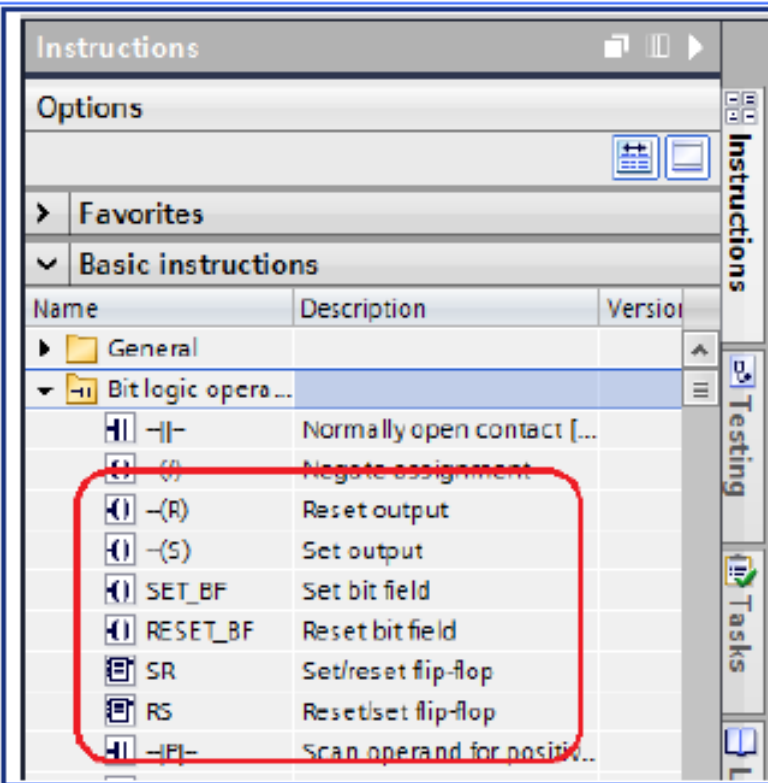 Instructions
Options
Favorites
Basic instructions
Name Description Version
General
Bit logic opera...
⊣⊢ Normally open contact [...
-(/) Negate assignment
-(R) Reset output
-(S) Set output
SET_BF Set bit field
RESET_BF Reset bit field
SR Set/reset flip-flop
RS Reset/set flip-flop
-|P|- Scan operand for positiv...
Instructions
Testing
Tasks